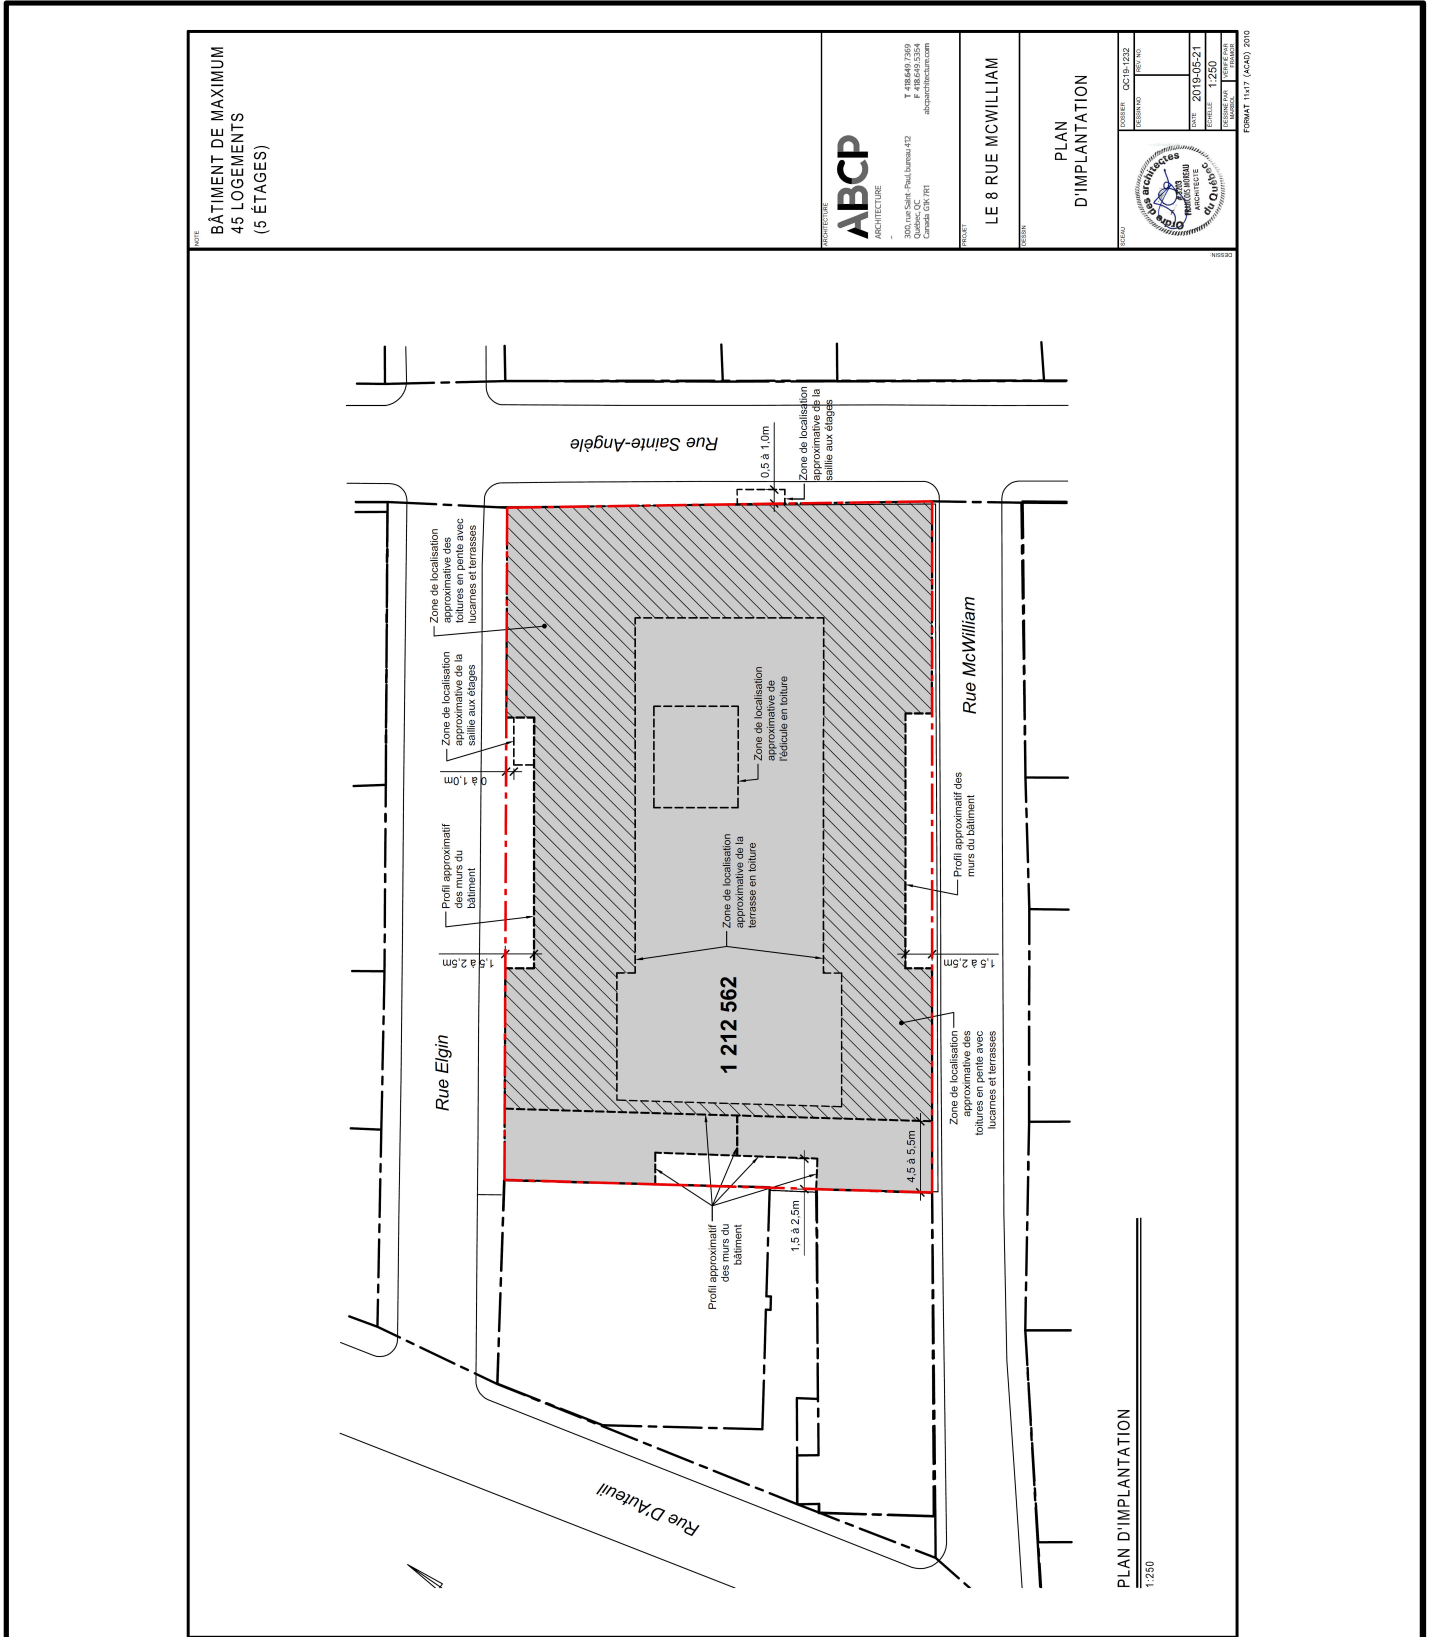 NOTE
BÂTIMENT DE MAXIMUM
45 LOGEMENTS
(5 ÉTAGES)
ARCHITECTURE
ABCP
ARCHITECTURE
-
300, rue Saint-Paul, bureau 412
Québec, QC
Canada G1K 7R1
T 418.649.7369
F 418.649.5354
abcparchitecture.com
PROJET
LE 8 RUE MCWILLIAM
DESSIN
PLAN
D'IMPLANTATION
SCEAU
Ordre des architectes
FRANÇOIS MOREAU
ARCHITECTE
du Québec
DOSSIER
QC19-1232
DESSIN NO
REV. NO.
DATE
2019-05-21
ÉCHELLE
1:250
DESSINÉ PAR
VÉRIFIÉ PAR
FRAMOR
FORMAT 11x17 (ACAD) 2010
DESSIN:
Rue Sainte-Angèle
0,5 à 1,0m
Zone de localisation
approximative de la
saillie aux étages
Zone de localisation
approximative des
toitures en pente avec
lucarnes et terrasses
Zone de localisation
approximative de la
saillie aux étages
0 à 1,0m
Profil approximatif
des murs du
bâtiment
1,5 à 2,5m
Rue Elgin
Zone de localisation
approximative de
l'édicule en toiture
Zone de localisation
approximative de la
terrasse en toiture
1 212 562
Rue McWilliam
Profil approximatif des
murs du bâtiment
1,5 à 2,5m
Zone de localisation
approximative des
toitures en pente avec
lucarnes et terrasses
4,5 à 5,5m
1,5 à 2,5m
Profil approximatif
des murs du
bâtiment
Rue D'Auteuil
PLAN D'IMPLANTATION
1:250